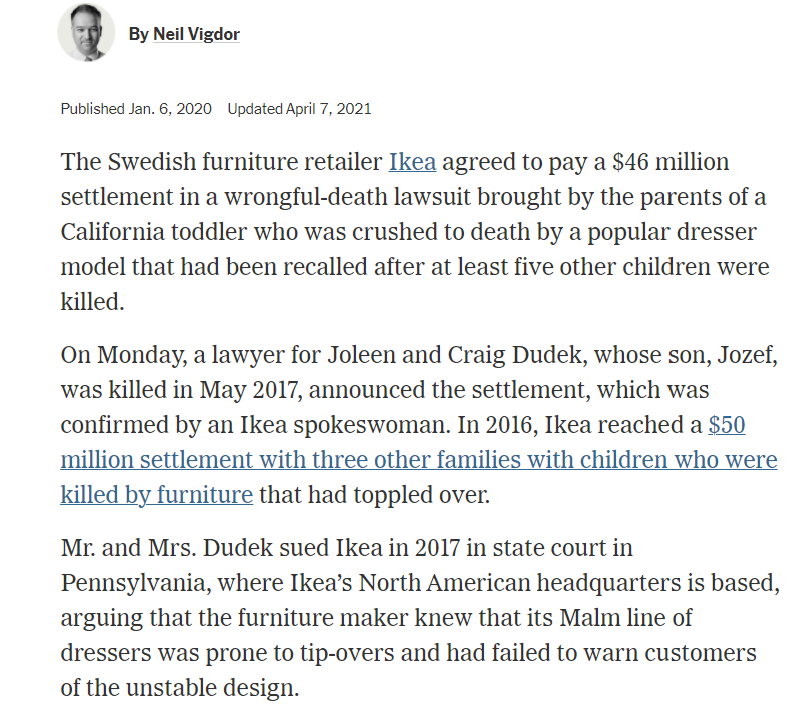 By Neil Vigdor
Published Jan. 6, 2020 Updated April 7, 2021
The Swedish furniture retailer Ikea agreed to pay a $46 million
settlement in a wrongful-death lawsuit brought by the parents of a
California toddler who was crushed to death by a popular dresser
model that had been recalled after at least five other children were
killed.
On Monday, a lawyer for Joleen and Craig Dudek, whose son, Jozef,
was killed in May 2017, announced the settlement, which was
confirmed by an Ikea spokeswoman. In 2016, Ikea reached a $50
million settlement with three other families with children who were
killed by furniture that had toppled over.
Mr. and Mrs. Dudek sued Ikea in 2017 in state court in
Pennsylvania, where Ikea’s North American headquarters is based,
arguing that the furniture maker knew that its Malm line of
dressers was prone to tip-overs and had failed to warn customers
of the unstable design.